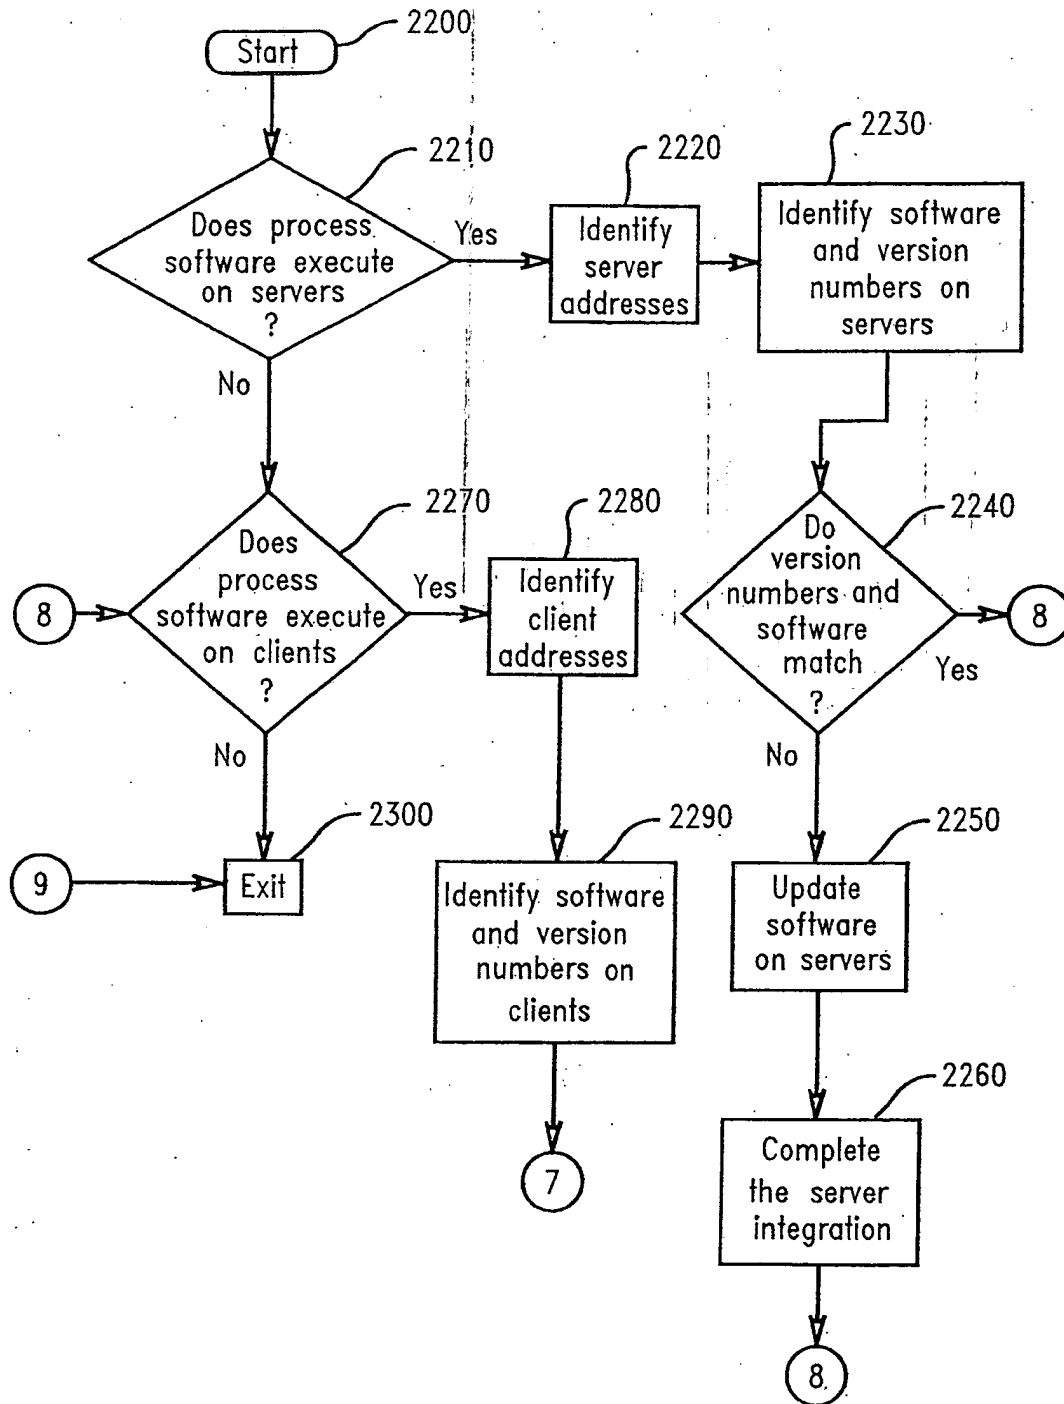 2200
Start
2210
Does process
software execute
on servers
?
Yes
No
2220
Identify
server
addresses
2230
Identify software
and version
numbers on
servers
2240
Do
version
numbers and
software
match
?
Yes
8
No
2270
Does
process
software execute
on clients
?
8
Yes
No
2280
Identify
client
addresses
2300
Exit
9
2290
Identify software
and version
numbers on
clients
7
2250
Update
software
on servers
2260
Complete
the server
integration
8